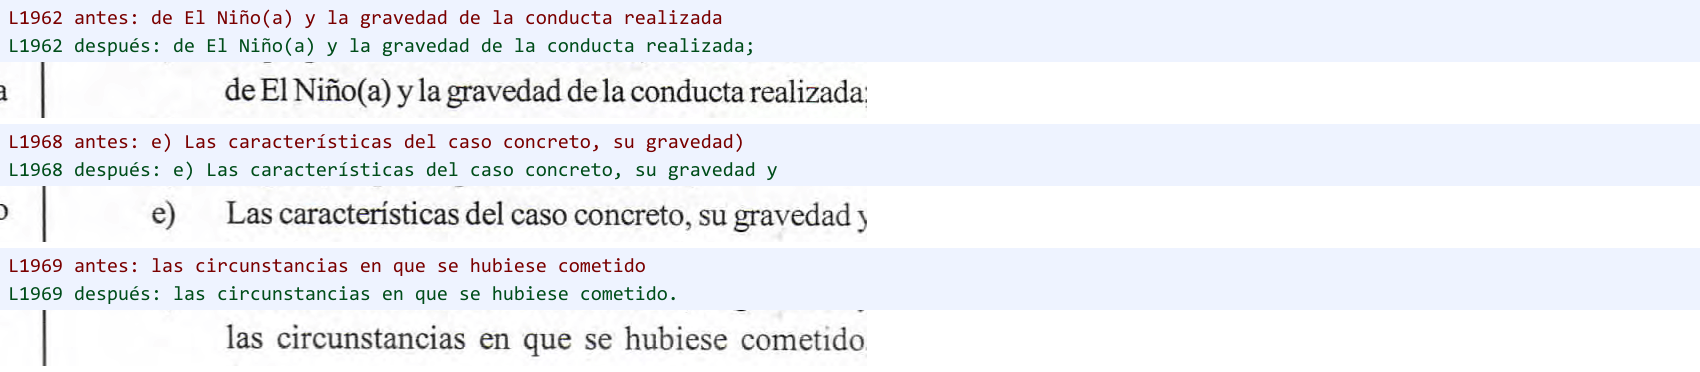 L1962 antes: de El Niño(a) y la gravedad de la conducta realizada
L1962 después: de El Niño(a) y la gravedad de la conducta realizada;
a de El Niño(a) y la gravedad de la conducta realizada;
L1968 antes: e) Las características del caso concreto, su gravedad)
L1968 después: e) Las características del caso concreto, su gravedad y
o e) Las características del caso concreto, su gravedad y
L1969 antes: las circunstancias en que se hubiese cometido
L1969 después: las circunstancias en que se hubiese cometido.
las circunstancias en que se hubiese cometido.